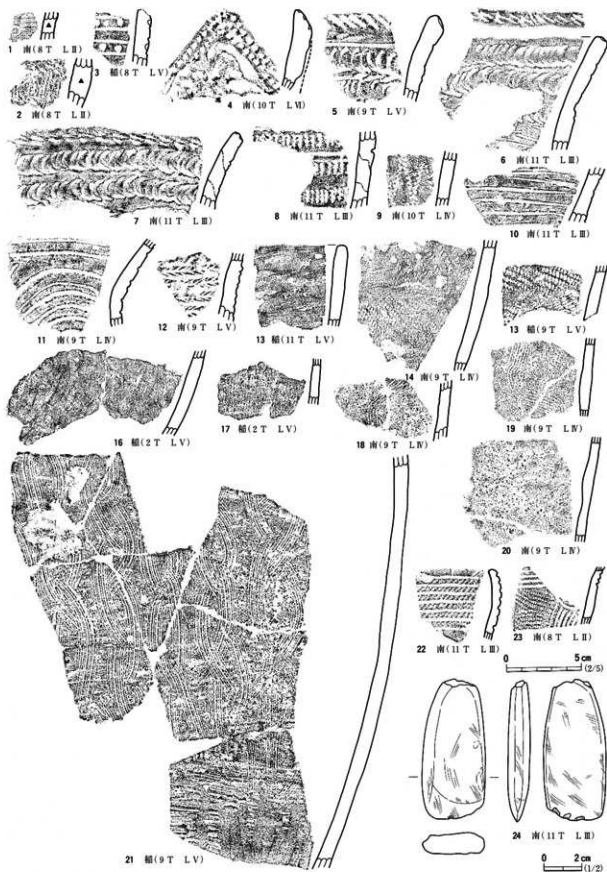 1 南(8T LⅡ)
3 稲(8T LⅤ)
2 南(8T LⅡ)
4 南(10T LⅥ)
5 南(9T LⅤ)
6 南(11T LⅢ)
7 南(11T LⅢ)
8 南(11T LⅢ)
9 南(10T LⅣ)
10 南(11T LⅢ)
11 南(9T LⅣ)
12 南(9T LⅤ)
13 稲(11T LⅤ)
14 南(9T LⅣ)
13 稲(9T LⅤ)
16 稲(2T LⅤ)
17 稲(2T LⅤ)
18 南(9T LⅣ)
19 南(9T LⅣ)
20 南(9T LⅣ)
22 南(11T LⅢ)
23 南(8T LⅡ)
0 5cm
(2/5)
21 稲(9T LⅤ)
24 南(11T LⅢ)
0 2cm
(1/2)